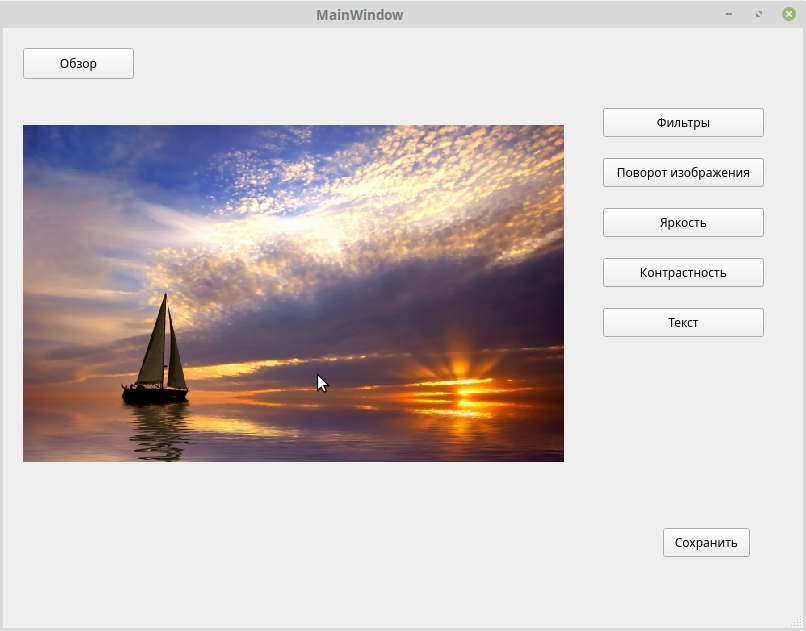 MainWindow
Обзор
Фильтры
Поворот изображения
Яркость
Контрастность
Текст
Сохранить